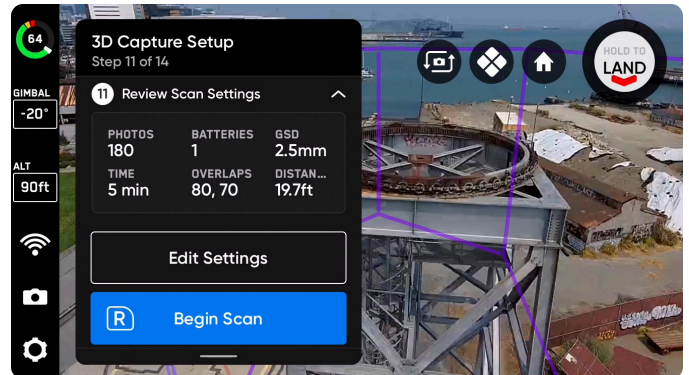 64
GIMBAL
-20°
ALT
90ft
3D Capture Setup
Step 11 of 14
11 Review Scan Settings
PHOTOS BATTERIES GSD
180 1 2.5mm
TIME OVERLAPS DISTAN...
5 min 80, 70 19.7ft
Edit Settings
R Begin Scan
HOLD TO
LAND